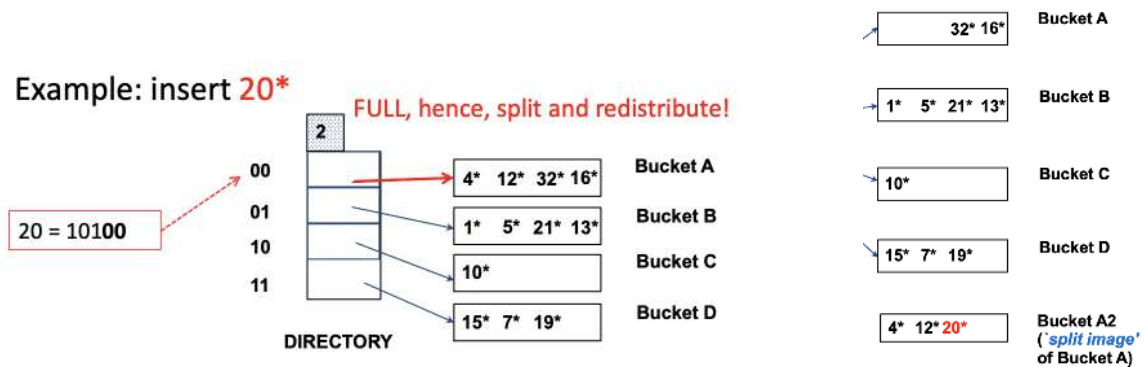 Example: insert 20*
FULL, hence, split and redistribute!
2
00
01
10
11
20 = 10100
4* 12* 32* 16*
Bucket A
1* 5* 21* 13*
Bucket B
10*
Bucket C
15* 7* 19*
Bucket D
DIRECTORY
32* 16*
Bucket A
1* 5* 21* 13*
Bucket B
10*
Bucket C
15* 7* 19*
Bucket D
4* 12* 20*
Bucket A2
(`split image'
of Bucket A)